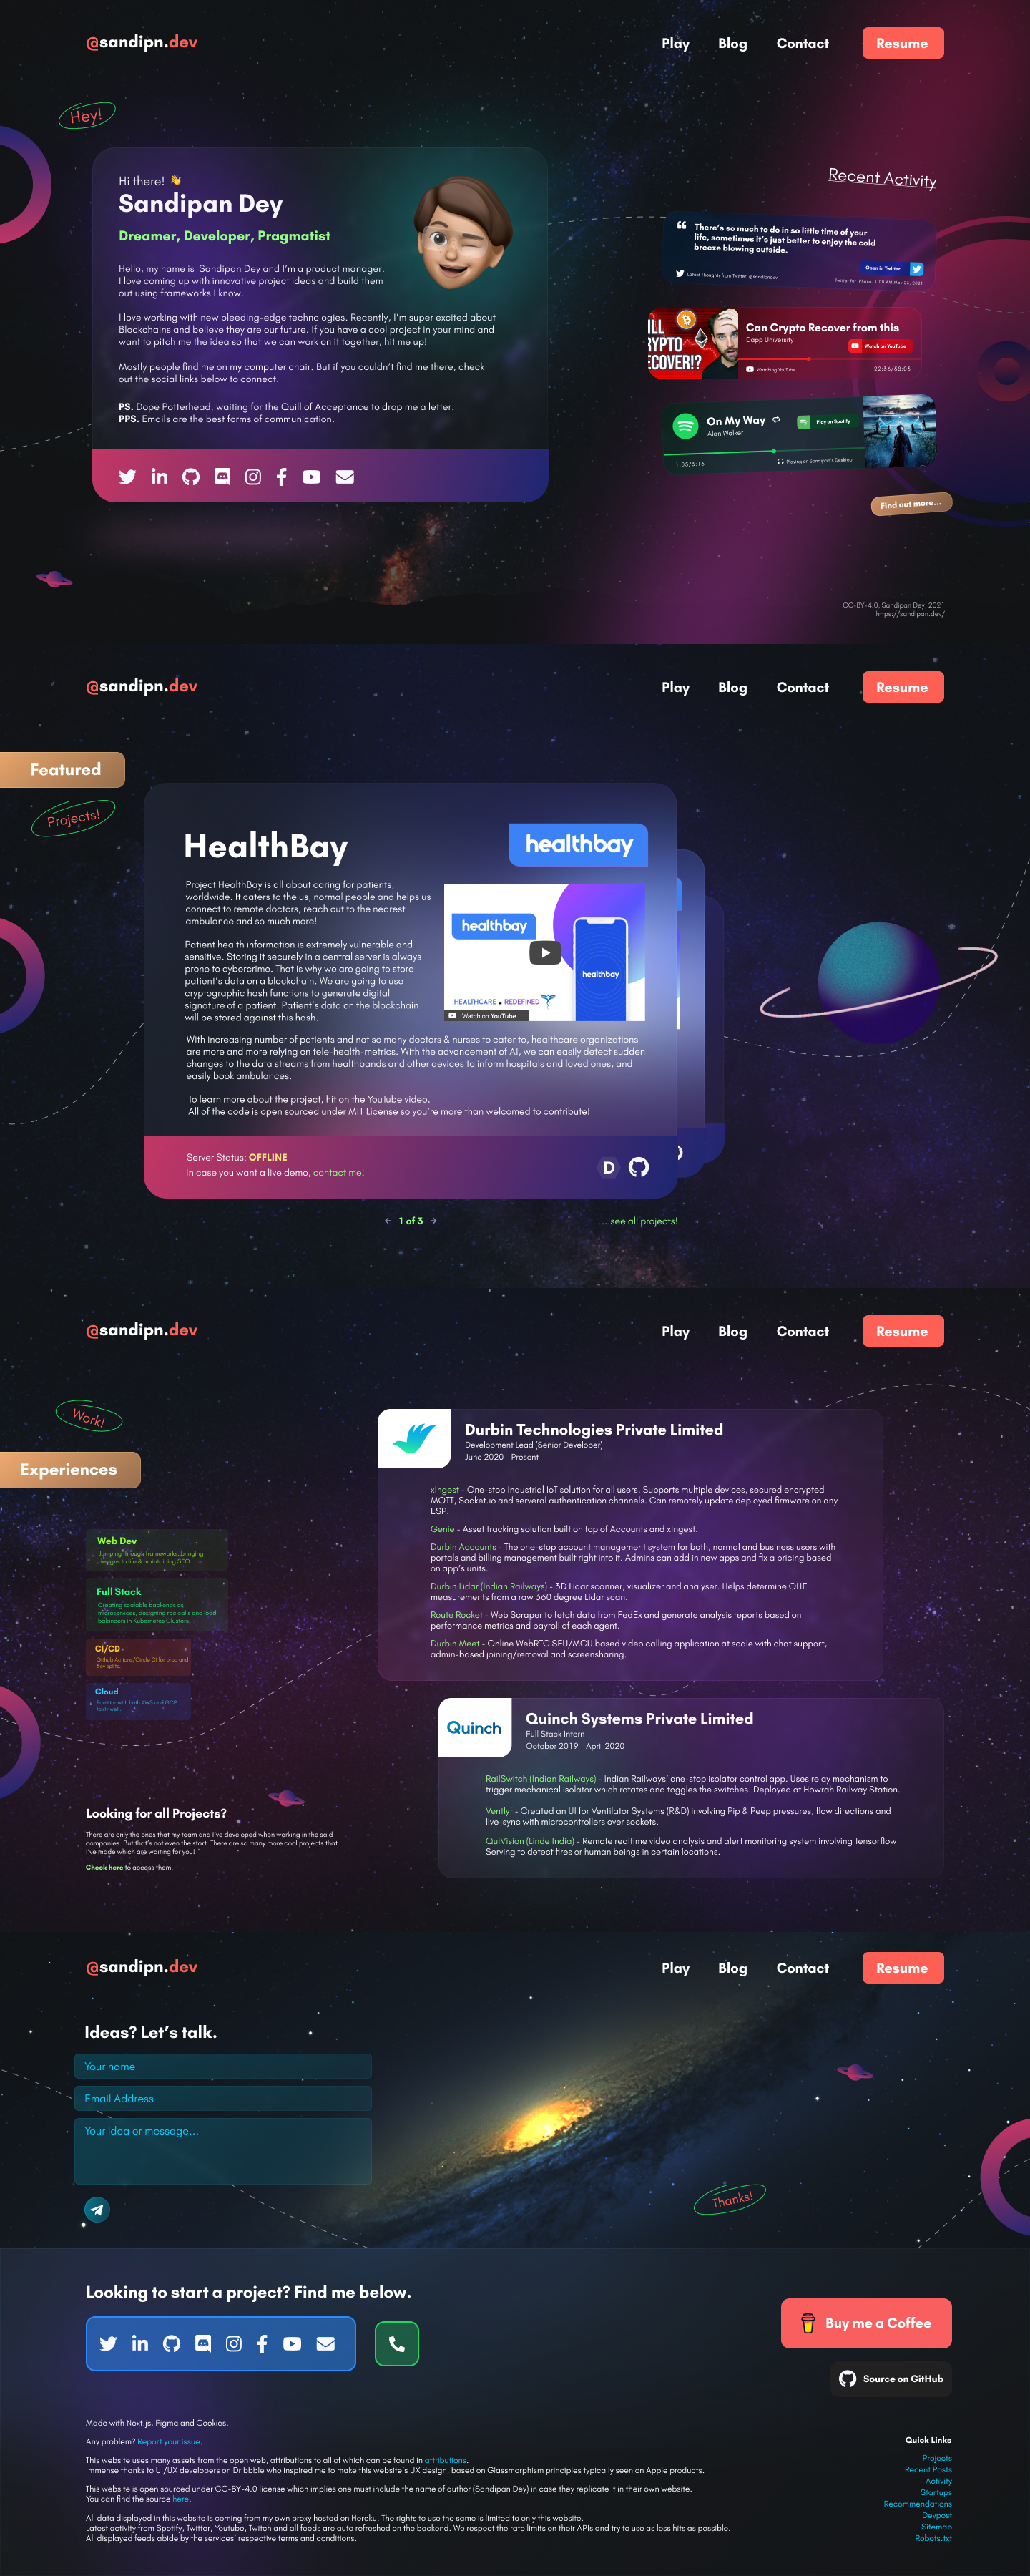 @sandipn.dev
Play
Blog
Contact
Resume
Hey!
Hi there! 👋
Sandipan Dey
Dreamer, Developer, Pragmatist
Hello, my name is Sandipan Dey and I'm a product manager.
I love coming up with innovative project ideas and build them
out using frameworks I know.
I love working with new bleeding-edge technologies. Recently, I'm super excited about
Blockchains and believe they are our future. If you have a cool project in your mind and
want to pitch me the idea so that we can work on it together, hit me up!
Mostly people find me on my computer chair. But if you couldn't find me there, check
out the social links below to connect.
PS. Dope Potterhead, waiting for the Quill of Acceptance to drop me a letter.
PPS. Emails are the best forms of communication.
Recent Activity
There's so much to do in so little time of your
life, sometimes it's just better to enjoy the cold
breeze blowing outside.
Open in Twitter
Latest Thoughts from Twitter, @sandipndev
Twitter for iPhone, 1:08 AM May 25, 2021
ILL
RYPTO
ECOVER!?
Can Crypto Recover from this
Dapp University
Watch on YouTube
Watching YouTube
22:36/38:03
On My Way
Alan Walker
Play on Spotify
1:05/3:13
Playing on Sandipan's Desktop
Find out more...
CC-BY-4.0, Sandipan Dey, 2021
https://sandipan.dev/
@sandipn.dev
Play
Blog
Contact
Resume
Featured
Projects!
HealthBay
healthbay
Project HealthBay is all about caring for patients,
worldwide. It caters to the us, normal people and helps us
connect to remote doctors, reach out to the nearest
ambulance and so much more!
Patient health information is extremely vulnerable and
sensitive. Storing it securely in a central server is always
prone to cybercrime. That is why we are going to store
patient's data on a blockchain. We are going to use
cryptographic hash functions to generate digital
signature of a patient. Patient's data on the blockchain
will be stored against this hash.
healthbay
healthbay
HEALTHCARE . REDEFINED
Watch on YouTube
With increasing number of patients and not so many doctors & nurses to cater to, healthcare organizations
are more and more relying on tele-health-metrics. With the advancement of AI, we can easily detect sudden
changes to the data streams from healthbands and other devices to inform hospitals and loved ones, and
easily book ambulances.
To learn more about the project, hit on the YouTube video.
All of the code is open sourced under MIT License so you're more than welcomed to contribute!
Server Status: OFFLINE
In case you want a live demo, contact me!
D
← 1 of 3 →
...see all projects!
@sandipn.dev
Play
Blog
Contact
Resume
Work!
Experiences
Web Dev
Jumping through frameworks, bringing
designs to life & maintaining SEO.
Full Stack
Creating scalable backends as
microservices, designing rpc calls and load
balancers in Kubernetes Clusters.
CI/CD
Github Actions/Circle CI for prod and
dev splits.
Cloud
Familiar with both AWS and GCP
fairly well.
Looking for all Projects?
There are only the ones that my team and I've developed when working in the said
companies. But that's not even the start. There are so many more cool projects that
I've made which are waiting for you!
Check here to access them.
Durbin Technologies Private Limited
Development Lead (Senior Developer)
June 2020 - Present
xIngest - One-stop Industrial IoT solution for all users. Supports multiple devices, secured encrypted
MQTT, Socket.io and serveral authentication channels. Can remotely update deployed firmware on any
ESP.
Genie - Asset tracking solution built on top of Accounts and xIngest.
Durbin Accounts - The one-stop account management system for both, normal and business users with
portals and billing management built right into it. Admins can add in new apps and fix a pricing based
on app's units.
Durbin Lidar (Indian Railways) - 3D Lidar scanner, visualizer and analyser. Helps determine OHE
measurements from a raw 360 degree Lidar scan.
Route Rocket - Web Scraper to fetch data from FedEx and generate analysis reports based on
performance metrics and payroll of each agent.
Durbin Meet - Online WebRTC SFU/MCU based video calling application at scale with chat support,
admin-based joining/removal and screensharing.
Quinch
Quinch Systems Private Limited
Full Stack Intern
October 2019 - April 2020
RailSwitch (Indian Railways) - Indian Railways' one-stop isolator control app. Uses relay mechanism to
trigger mechanical isolator which rotates and toggles the switches. Deployed at Howrah Railway Station.
Ventlyf - Created an UI for Ventilator Systems (R&D) involving Pip & Peep pressures, flow directions and
live-sync with microcontrollers over sockets.
QuiVision (Linde India) - Remote realtime video analysis and alert monitoring system involving Tensorflow
Serving to detect fires or human beings in certain locations.
@sandipn.dev
Play
Blog
Contact
Resume
Ideas? Let's talk.
Your name
Email Address
Your idea or message...
Thanks!
Looking to start a project? Find me below.
Buy me a Coffee
Source on GitHub
Made with Next.js, Figma and Cookies.
Any problem? Report your issue.
This website uses many assets from the open web, attributions to all of which can be found in attributions.
Immense thanks to UI/UX developers on Dribbble who inspired me to make this website's UX design, based on Glassmorphism principles typically seen on Apple products.
This website is open sourced under CC-BY-4.0 license which implies one must include the name of author (Sandipan Dey) in case they replicate it in their own website.
You can find the source here.
All data displayed in this website is coming from my own proxy hosted on Heroku. The rights to use the same is limited to only this website.
Latest activity from Spotify, Twitter, Youtube, Twitch and all feeds are auto refreshed on the backend. We respect the rate limits on their APIs and try to use as less hits as possible.
All displayed feeds abide by the services' respective terms and conditions.
Quick Links
Projects
Recent Posts
Activity
Startups
Recommendations
Devpost
Sitemap
Robots.txt